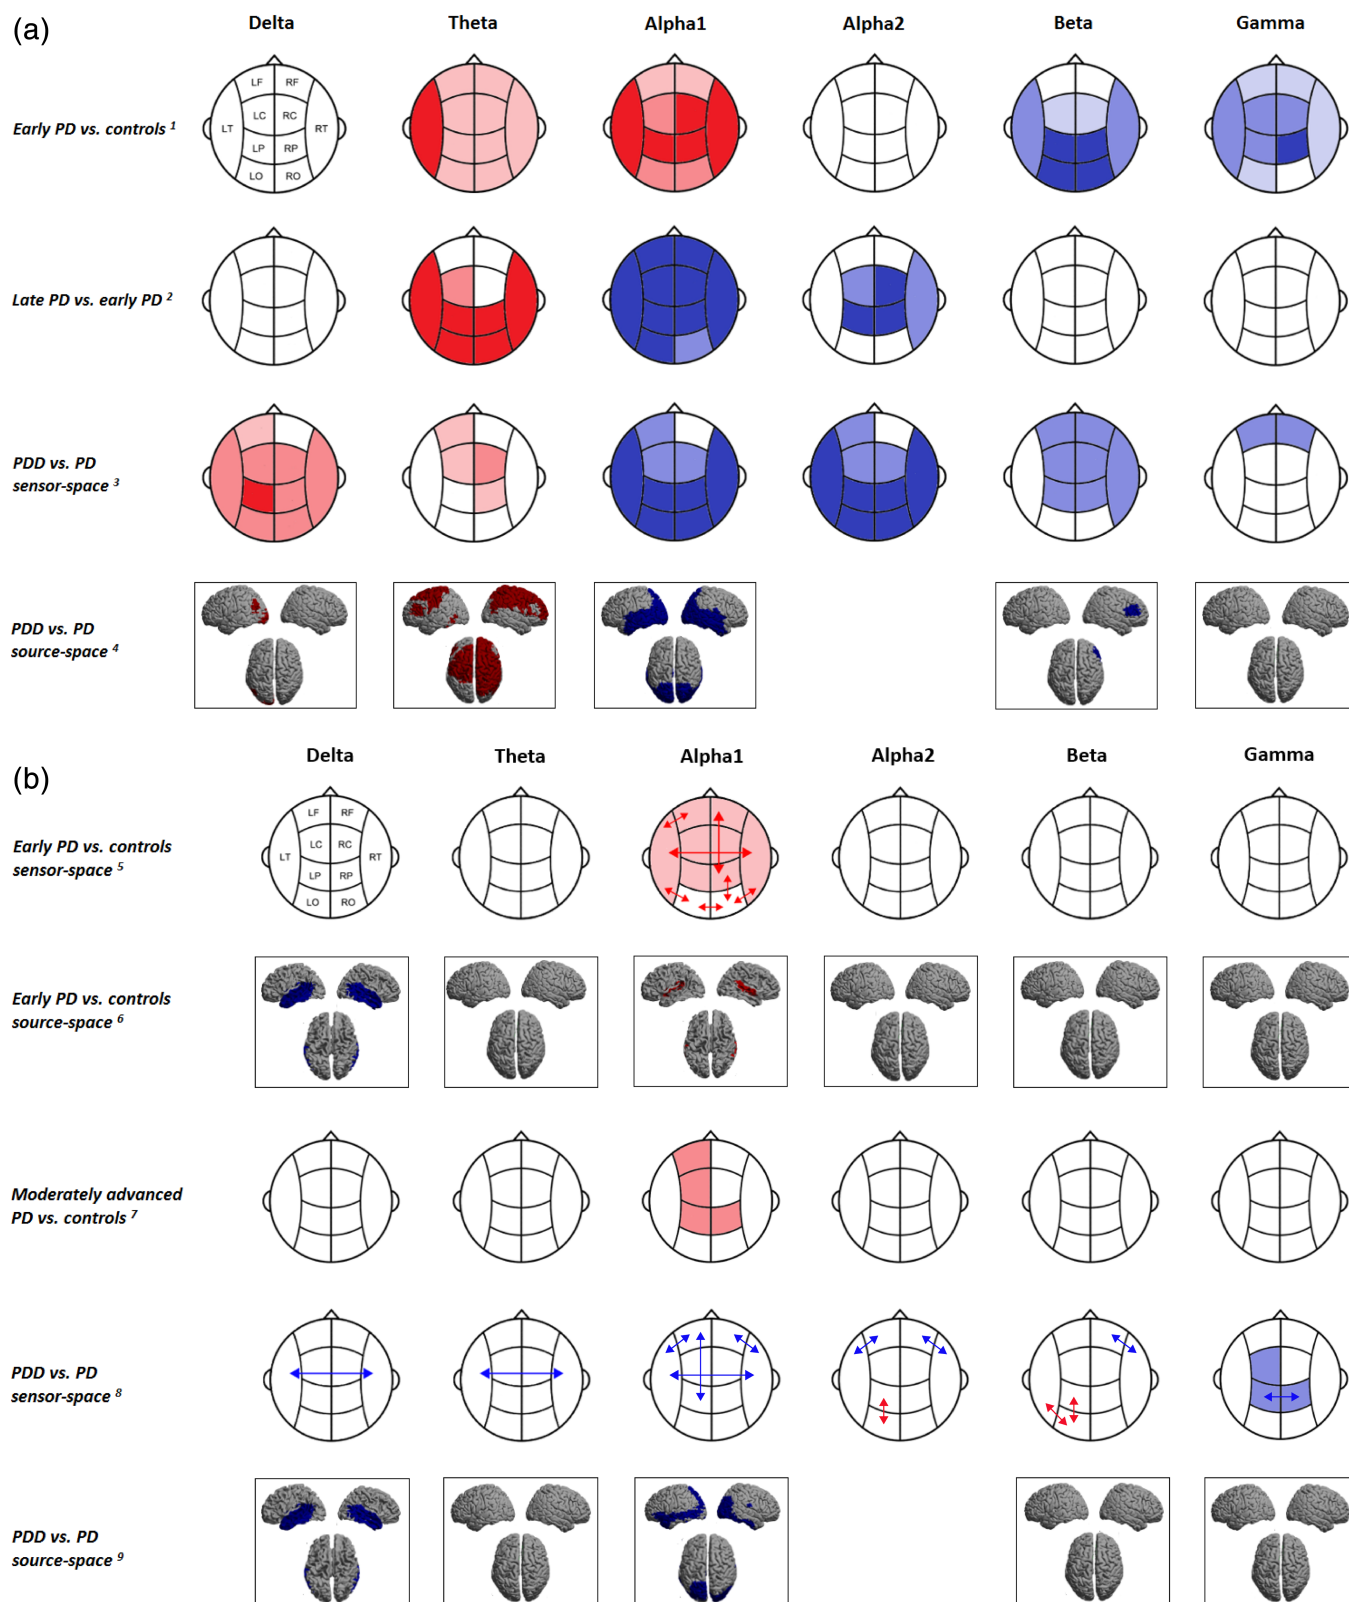 (a)
Delta Theta Alpha1 Alpha2 Beta Gamma
LF RF
Early PD vs. controls 1
LT LC RC RT
LP RP
LO RO
Late PD vs. early PD 2
PDD vs. PD
sensor-space 3
PDD vs. PD
source-space 4
(b)
Delta Theta Alpha1 Alpha2 Beta Gamma
LF RF
Early PD vs. controls
sensor-space 5
LT LC RC RT
LP RP
LO RO
Early PD vs. controls
source-space 6
Moderately advanced
PD vs. controls 7
PDD vs. PD
sensor-space 8
PDD vs. PD
source-space 9